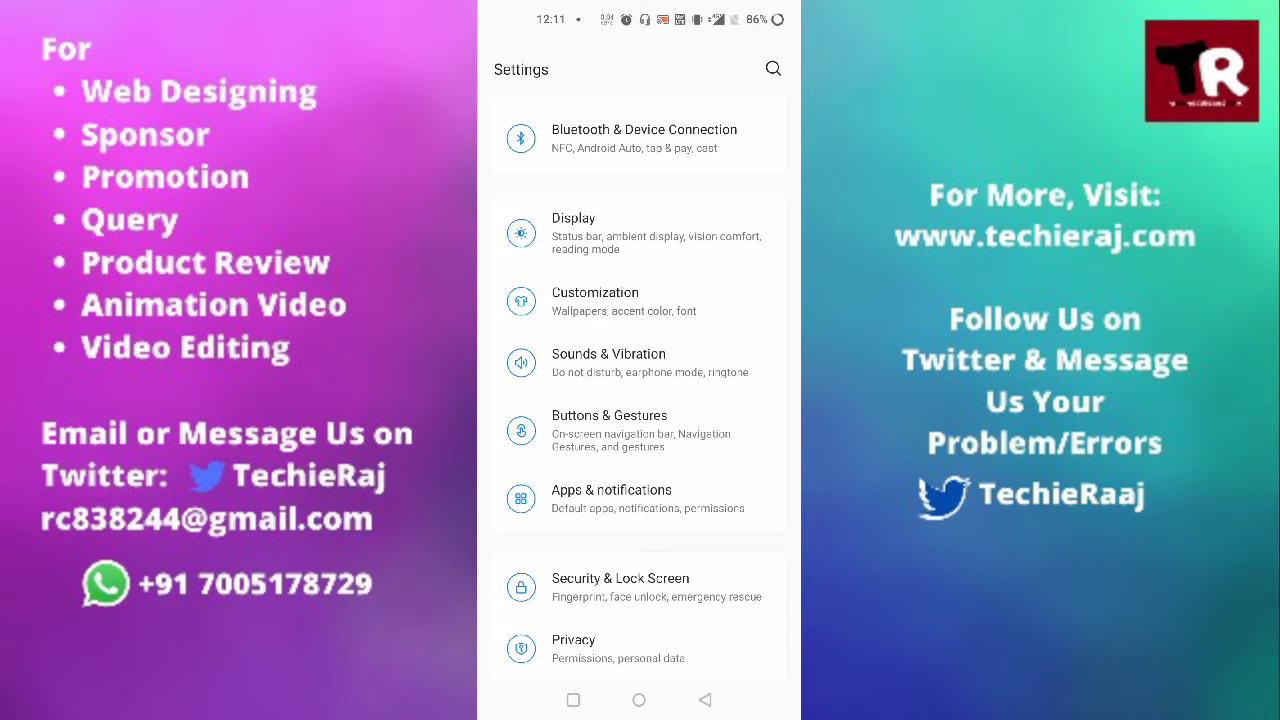 For
• Web Designing
• Sponsor
• Promotion
• Query
• Product Review
• Animation Video
• Video Editing
Email or Message Us on
Twitter: TechieRaj
rc838244@gmail.com
+91 7005178729
12:11
86%
Settings
Bluetooth & Device Connection
NFC, Android Auto, tap & pay, cast
Display
Status bar, ambient display, vision comfort,
reading mode
Customization
Wallpapers, accent color, font
Sounds & Vibration
Do not disturb, earphone mode, ringtone
Buttons & Gestures
On-screen navigation bar, Navigation
Gestures, and gestures
Apps & notifications
Default apps, notifications, permissions
Security & Lock Screen
Fingerprint, face unlock, emergency rescue
Privacy
Permissions, personal data
TR
For More, Visit:
www.techieraj.com
Follow Us on
Twitter & Message
Us Your
Problem/Errors
TechieRaaj